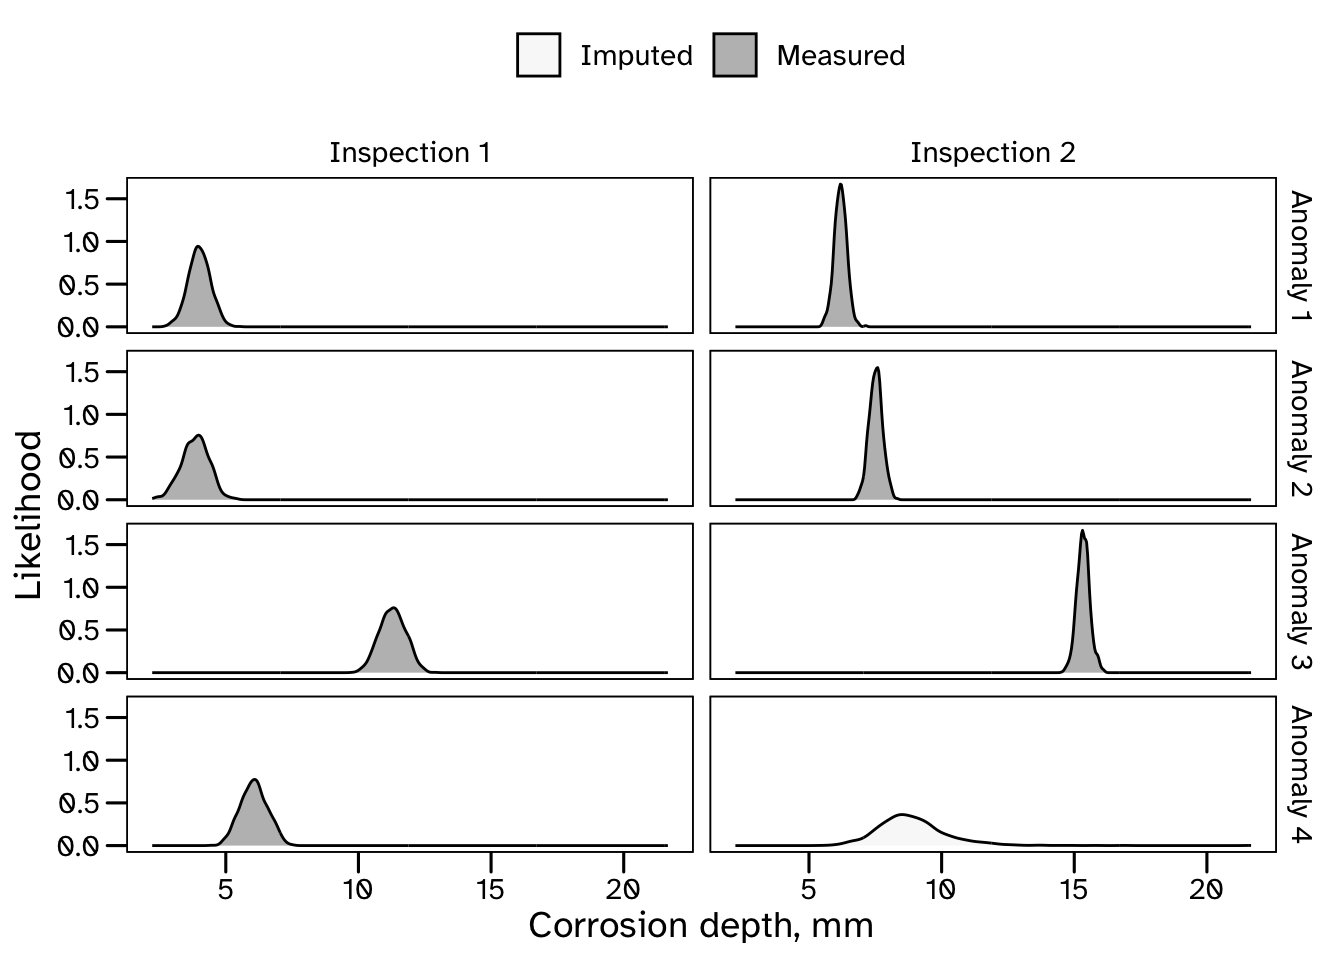 Imputed Measured
Inspection 1 Inspection 2
1.5
1.0
0.5
0.0
Anomaly 1
1.5
1.0
0.5
0.0
Anomaly 2
Likelihood
1.5
1.0
0.5
0.0
Anomaly 3
1.5
1.0
0.5
0.0
Anomaly 4
5 10 15 20 5 10 15 20
Corrosion depth, mm